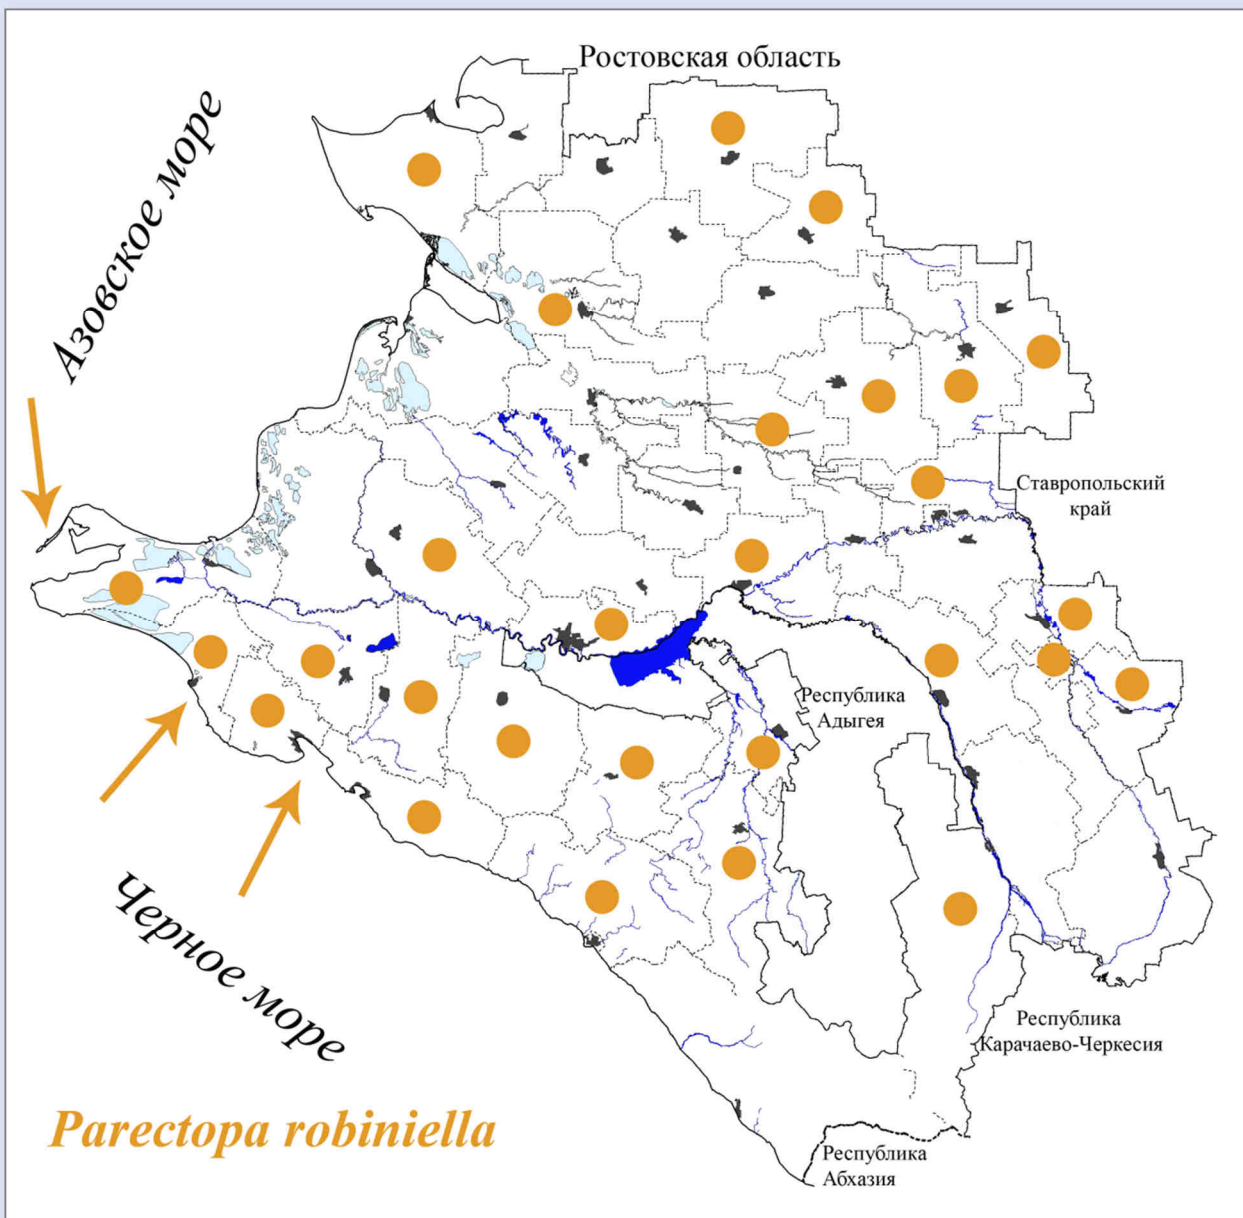 Ростовская область
Азовское море
Ставропольский
край
Республика
Адыгея
Черное море
Республика
Карачаево-Черкесия
Parectopa robiniella
Республика
Абхазия